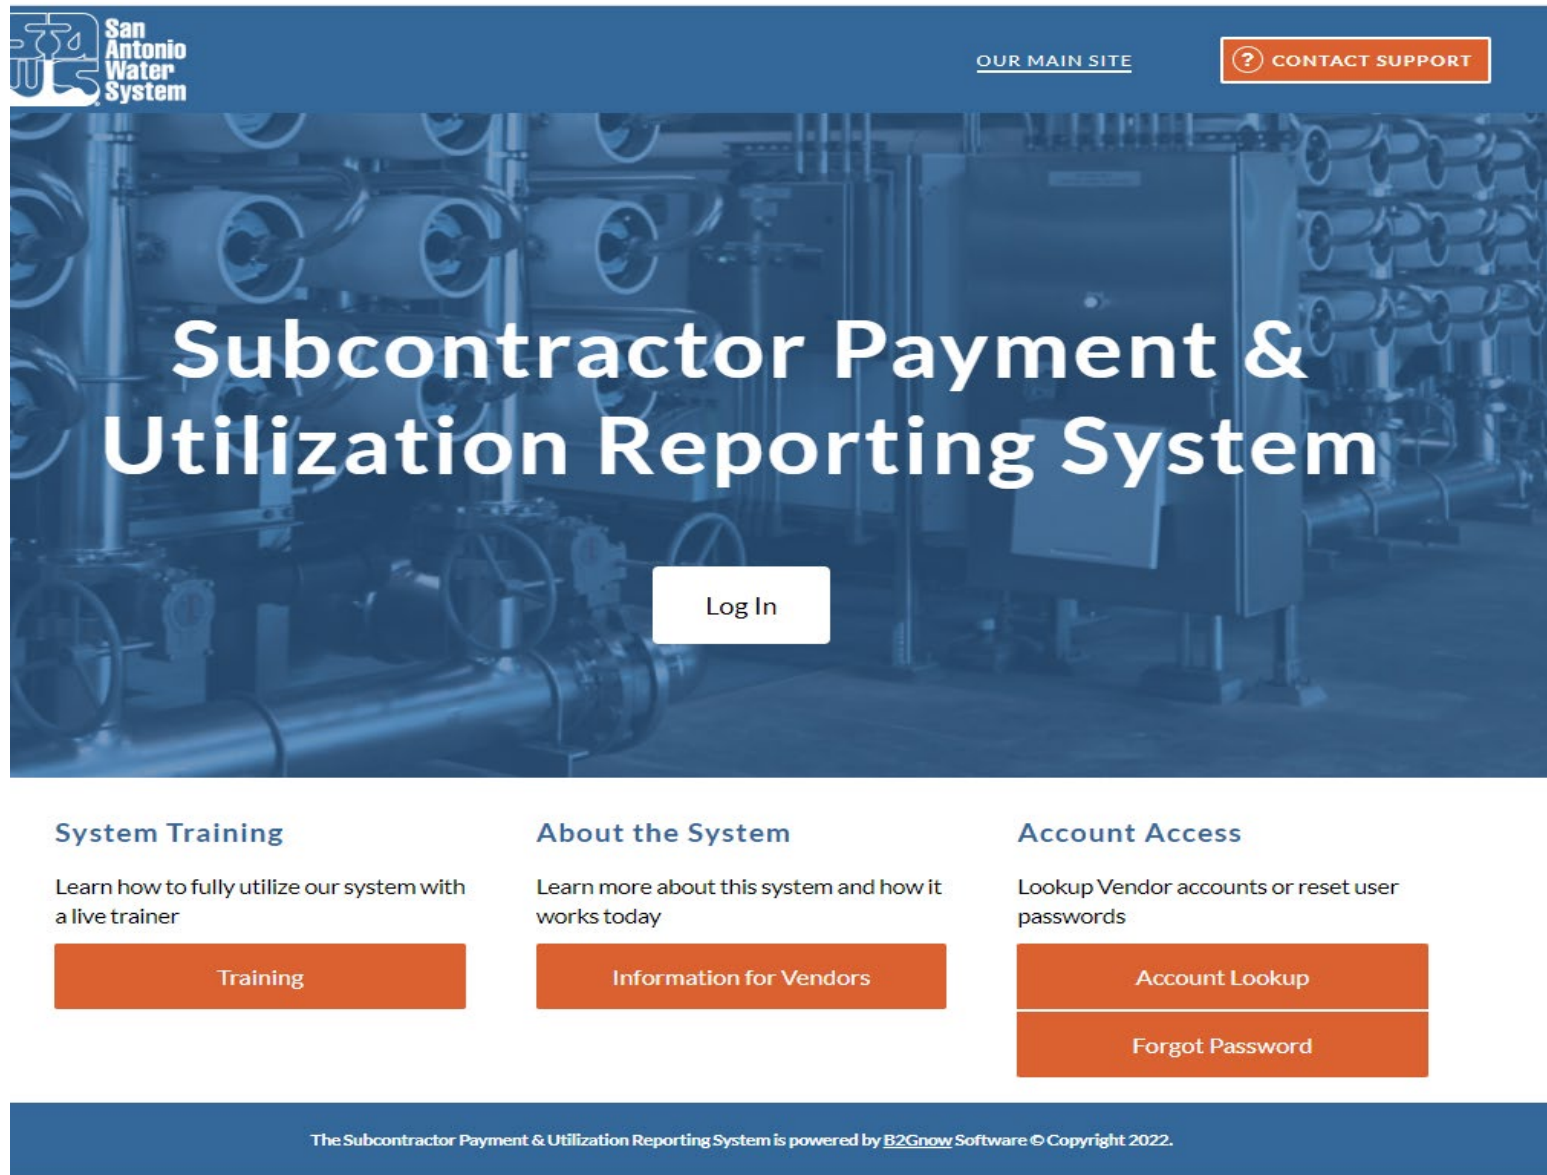 San
Antonio
Water
System
OUR MAIN SITE
? CONTACT SUPPORT
Subcontractor Payment &
Utilization Reporting System
Log In
System Training
Learn how to fully utilize our system with
a live trainer
Training
About the System
Learn more about this system and how it
works today
Information for Vendors
Account Access
Lookup Vendor accounts or reset user
passwords
Account Lookup
Forgot Password
The Subcontractor Payment & Utilization Reporting System is powered by B2Gnow Software © Copyright 2022.